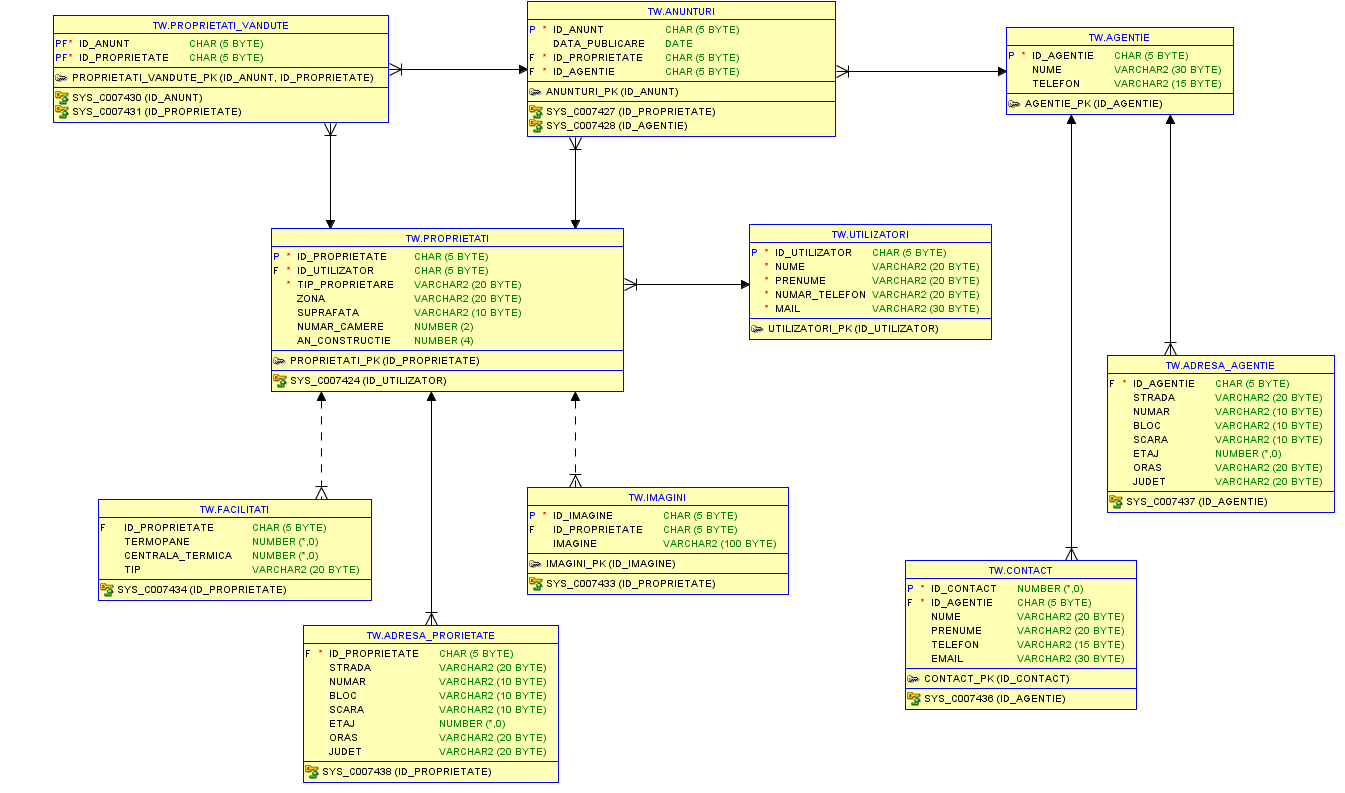 TW.PROPRIETATI_VANDUTE
PF* ID_ANUNT CHAR (5 BYTE)
PF* ID_PROPRIETATE CHAR (5 BYTE)
PROPRIETATI_VANDUTE_PK (ID_ANUNT, ID_PROPRIETATE)
SYS_C007430 (ID_ANUNT)
SYS_C007431 (ID_PROPRIETATE)
TW.ANUNTURI
P * ID_ANUNT CHAR (5 BYTE)
DATA_PUBLICARE DATE
F * ID_PROPRIETATE CHAR (5 BYTE)
F * ID_AGENTIE CHAR (5 BYTE)
ANUNTURI_PK (ID_ANUNT)
SYS_C007427 (ID_PROPRIETATE)
SYS_C007428 (ID_AGENTIE)
TW.AGENTIE
P * ID_AGENTIE CHAR (5 BYTE)
NUME VARCHAR2 (30 BYTE)
TELEFON VARCHAR2 (15 BYTE)
AGENTIE_PK (ID_AGENTIE)
TW.PROPRIETATI
P * ID_PROPRIETATE CHAR (5 BYTE)
F * ID_UTILIZATOR CHAR (5 BYTE)
* TIP_PROPRIETARE VARCHAR2 (20 BYTE)
ZONA VARCHAR2 (20 BYTE)
SUPRAFATA VARCHAR2 (10 BYTE)
NUMAR_CAMERE NUMBER (2)
AN_CONSTRUCTIE NUMBER (4)
PROPRIETATI_PK (ID_PROPRIETATE)
SYS_C007424 (ID_UTILIZATOR)
TW.UTILIZATORI
P * ID_UTILIZATOR CHAR (5 BYTE)
* NUME VARCHAR2 (20 BYTE)
* PRENUME VARCHAR2 (20 BYTE)
* NUMAR_TELEFON VARCHAR2 (20 BYTE)
* MAIL VARCHAR2 (30 BYTE)
UTILIZATORI_PK (ID_UTILIZATOR)
TW.ADRESA_AGENTIE
F * ID_AGENTIE CHAR (5 BYTE)
STRADA VARCHAR2 (20 BYTE)
NUMAR VARCHAR2 (10 BYTE)
BLOC VARCHAR2 (10 BYTE)
SCARA VARCHAR2 (10 BYTE)
ETAJ NUMBER (*,0)
ORAS VARCHAR2 (20 BYTE)
JUDET VARCHAR2 (20 BYTE)
SYS_C007437 (ID_AGENTIE)
TW.FACILITATI
F ID_PROPRIETATE CHAR (5 BYTE)
TERMOPANE NUMBER (*,0)
CENTRALA_TERMICA NUMBER (*,0)
TIP VARCHAR2 (20 BYTE)
SYS_C007434 (ID_PROPRIETATE)
TW.IMAGINI
P * ID_IMAGINE CHAR (5 BYTE)
F ID_PROPRIETATE CHAR (5 BYTE)
IMAGINE VARCHAR2 (100 BYTE)
IMAGINI_PK (ID_IMAGINE)
SYS_C007433 (ID_PROPRIETATE)
TW.CONTACT
P * ID_CONTACT NUMBER (*,0)
F * ID_AGENTIE CHAR (5 BYTE)
NUME VARCHAR2 (20 BYTE)
PRENUME VARCHAR2 (20 BYTE)
TELEFON VARCHAR2 (15 BYTE)
EMAIL VARCHAR2 (30 BYTE)
CONTACT_PK (ID_CONTACT)
SYS_C007436 (ID_AGENTIE)
TW.ADRESA_PRORIETATE
F * ID_PROPRIETATE CHAR (5 BYTE)
STRADA VARCHAR2 (20 BYTE)
NUMAR VARCHAR2 (10 BYTE)
BLOC VARCHAR2 (10 BYTE)
SCARA VARCHAR2 (10 BYTE)
ETAJ NUMBER (*,0)
ORAS VARCHAR2 (20 BYTE)
JUDET VARCHAR2 (20 BYTE)
SYS_C007438 (ID_PROPRIETATE)